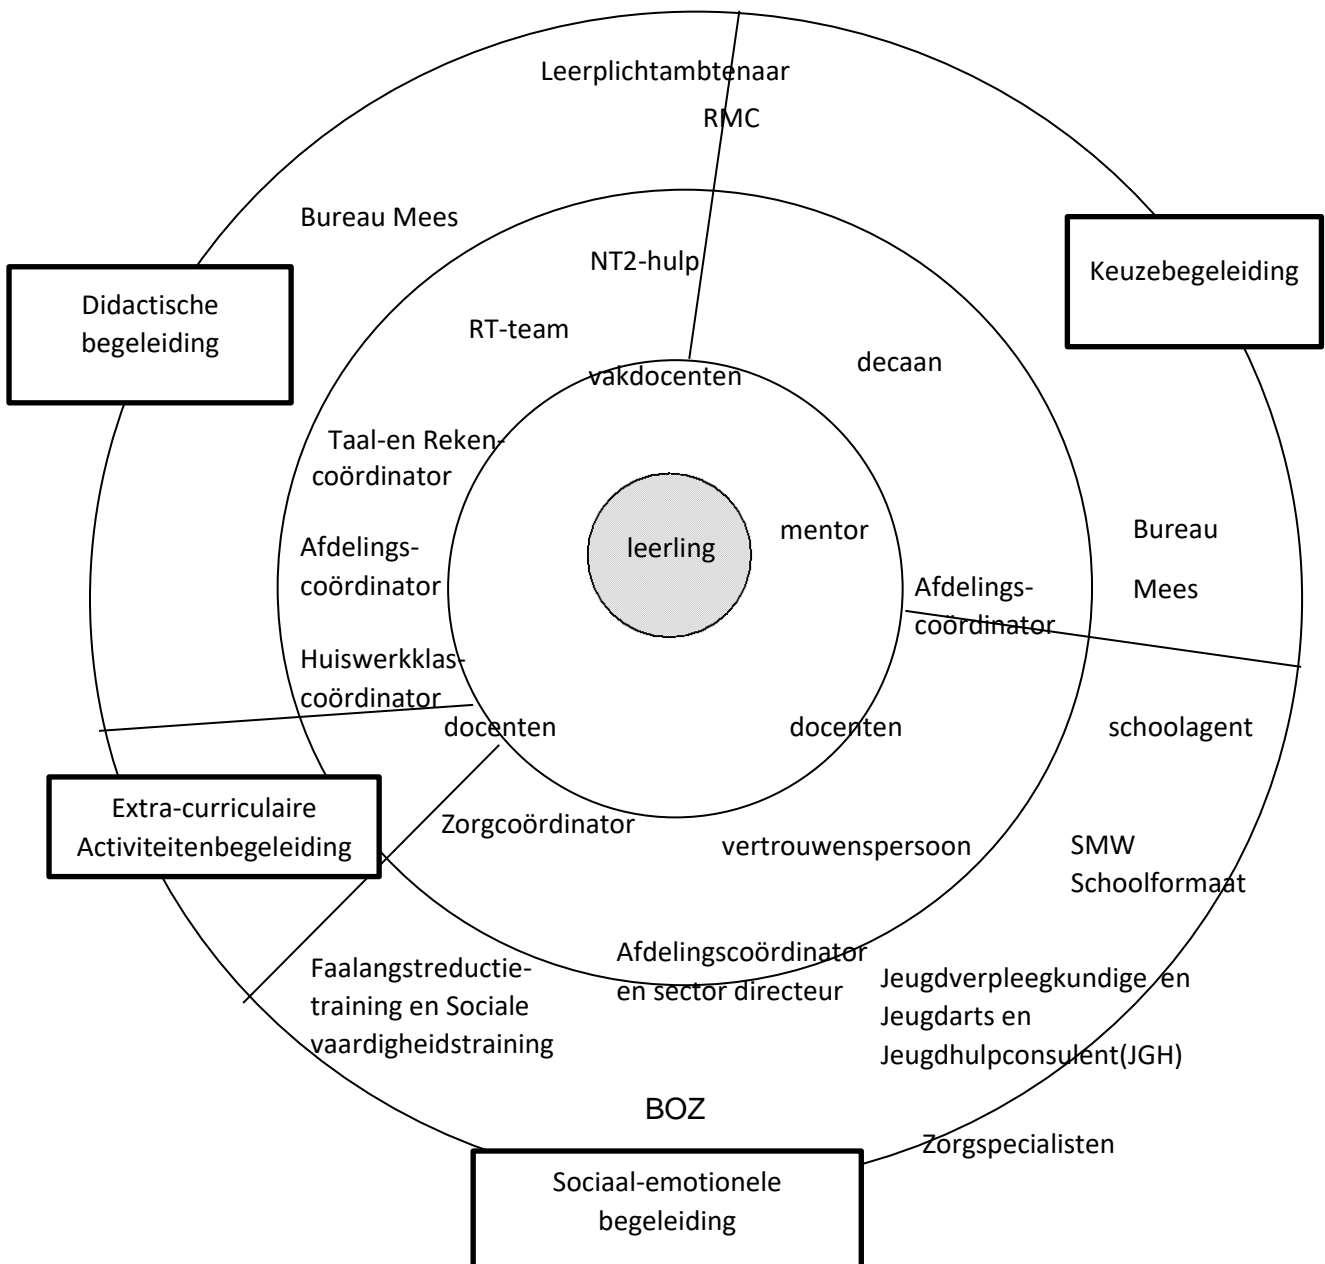 Leerplichtambtenaar
RMC
Bureau Mees
NT2-hulp
Keuzebegeleiding
Didactische
begeleiding
RT-team
decaan
vakdocenten
Taal-en Reken-
coördinator
mentor
leerling
Bureau
Mees
Afdelings-
coördinator
Afdelings-
coördinator
Huiswerkklas-
coördinator
docenten
docenten
schoolagent
Extra-curriculaire
Activiteitenbegeleiding
Zorgcoördinator
vertrouwenspersoon
SMW
Schoolformaat
Faalangstreductie-
training en Sociale
vaardigheidstraining
Afdelingscoördinator
en sector directeur
Jeugdverpleegkundige en
Jeugdarts en
Jeugdhulpconsulent(JGH)
BOZ
Zorgspecialisten
Sociaal-emotionele
begeleiding